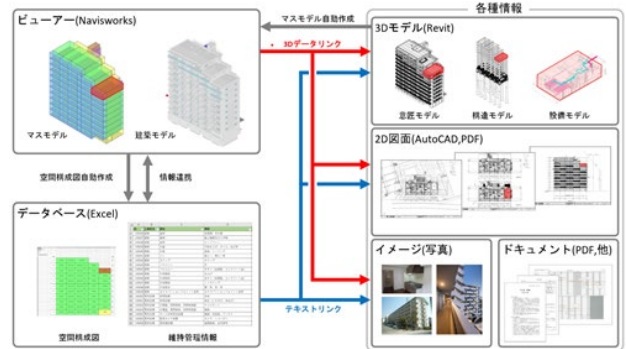 各種情報
ビューアー(Navisworks)
マスモデル自動作成
3Dデータリンク
3Dモデル(Revit)
マスモデル
建築モデル
意匠モデル
構造モデル
設備モデル
2D図面(AutoCAD,PDF)
空間構成図自動作成
情報連携
データベース(Excel)
イメージ(写真)
ドキュメント(PDF,他)
テキストリンク
空間構成図
維持管理情報